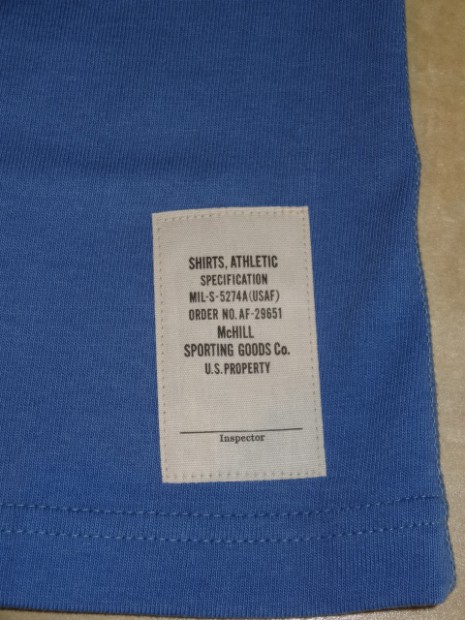 SHIRTS, ATHLETIC
SPECIFICATION
MIL-S-5274A(USAF)
ORDER NO. AF-29651
McHILL
SPORTING GOODS Co.
U.S. PROPERTY
Inspector